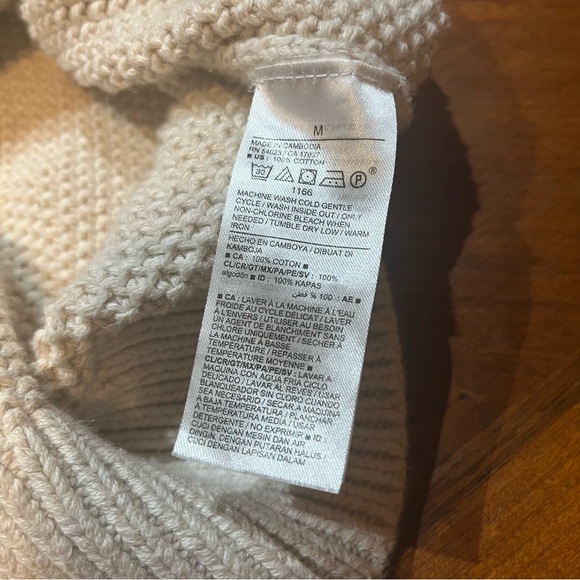 M
MADE IN CAMBODIA
RN 54023 / CA 17897
■ US : 100% COTTON
30 P
1166
MACHINE WASH COLD GENTLE
CYCLE / WASH INSIDE OUT / ONLY
NON-CHLORINE BLEACH WHEN
NEEDED / TUMBLE DRY LOW / WARM
IRON
HECHO EN CAMBOYA / DIBUAT DI
KAMBOJA
■ CA : 100% COTON ■
CL/CR/GT/MX/PA/PE/SV : 100%
algodón ■ ID : 100% KAPAS
■ AE : 100 % قطن
■ CA : LAVER À LA MACHINE À L'EAU
FROIDE AU CYCLE DÉLICAT / LAVER
À L'ENVERS / UTILISER AU BESOIN
UN AGENT DE BLANCHIMENT SANS
CHLORE UNIQUEMENT / SÉCHER À
LA MACHINE À BASSE
TEMPÉRATURE / REPASSER À
TEMPÉRATURE MOYENNE ■
CL/CR/GT/MX/PA/PE/SV : LAVAR A
MAQUINA CON AGUA FRIA CICLO
DELICADO / LAVAR AL REVES / USAR
BLANQUEADOR SIN CLORO CUANDO
SEA NECESARIO / SECAR A MAQUINA
A BAJA TEMPERATURA / PLANCHAR
A TEMPERATURA MEDIA / USAR
DETERGENTE / NO EXPRIMIR ■ ID :
CUCI DENGAN MESIN DAN AIR
DINGIN, DENGAN PUTARAN HALUS /
CUCI DENGAN LAPISAN DALAM